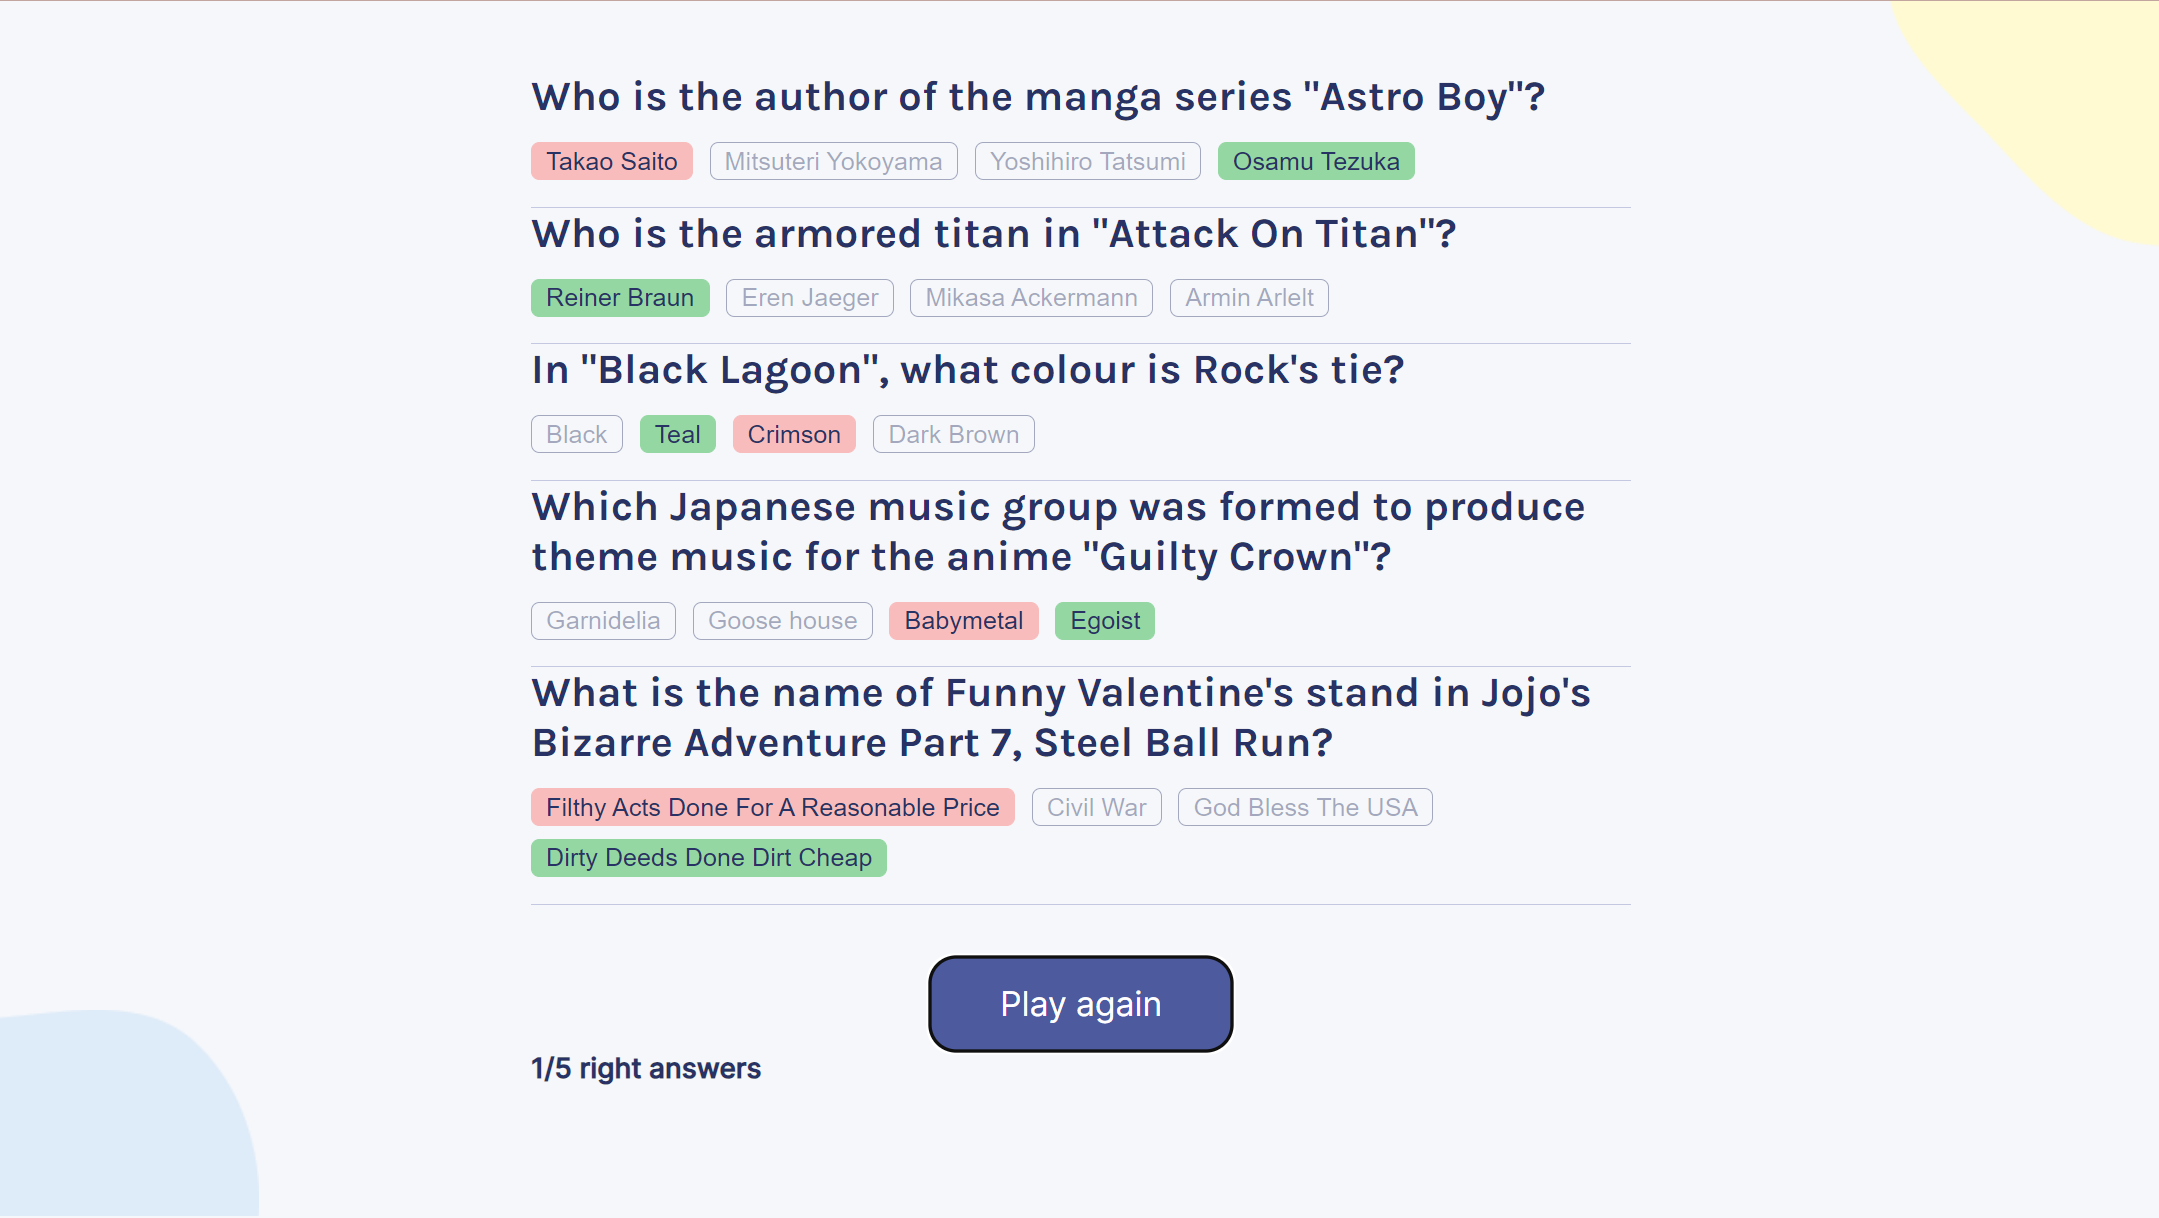 Who is the author of the manga series "Astro Boy"?
Takao Saito Mitsuteri Yokoyama Yoshihiro Tatsumi Osamu Tezuka
Who is the armored titan in "Attack On Titan"?
Reiner Braun Eren Jaeger Mikasa Ackermann Armin Arlelt
In "Black Lagoon", what colour is Rock's tie?
Black Teal Crimson Dark Brown
Which Japanese music group was formed to produce
theme music for the anime "Guilty Crown"?
Garnidelia Goose house Babymetal Egoist
What is the name of Funny Valentine's stand in Jojo's
Bizarre Adventure Part 7, Steel Ball Run?
Filthy Acts Done For A Reasonable Price Civil War God Bless The USA
Dirty Deeds Done Dirt Cheap
Play again
1/5 right answers